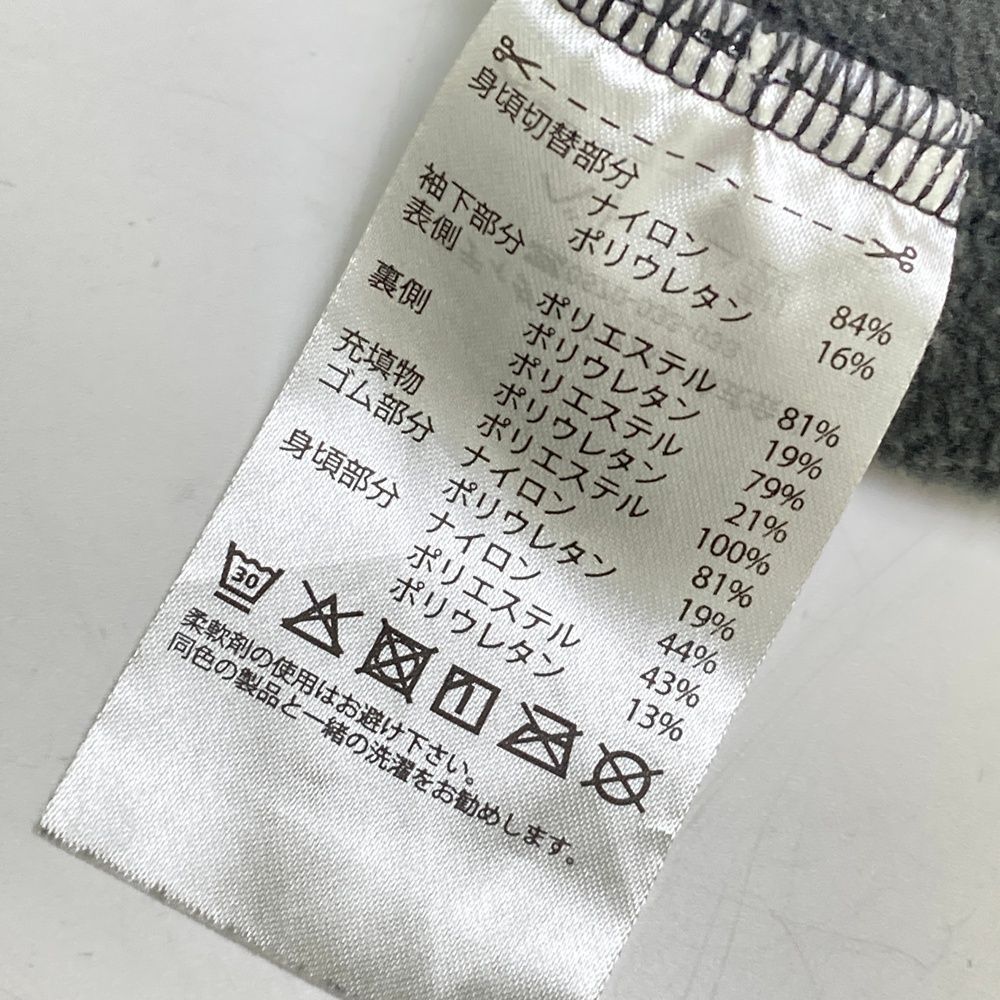 身頃切替部分
ナイロン 84%
ポリウレタン 16%
袖下部分
表側 ポリエステル 81%
ポリウレタン 19%
裏側 ポリエステル 79%
ポリウレタン 21%
充填物 ポリエステル 100%
ゴム部分 ナイロン 81%
ポリウレタン 19%
身頃部分 ナイロン 44%
ポリエステル 43%
ポリウレタン 13%
30
柔軟剤の使用はお避け下さい。
同色の製品と一緒の洗濯をお勧めします。